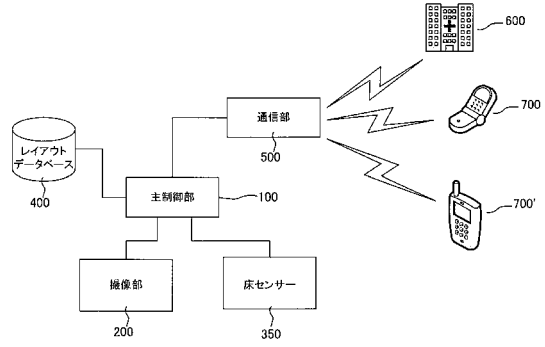 600
通信部
500
700
レイアウト
データベース
400
主制御部
100
700'
撮像部
200
床センサー
350